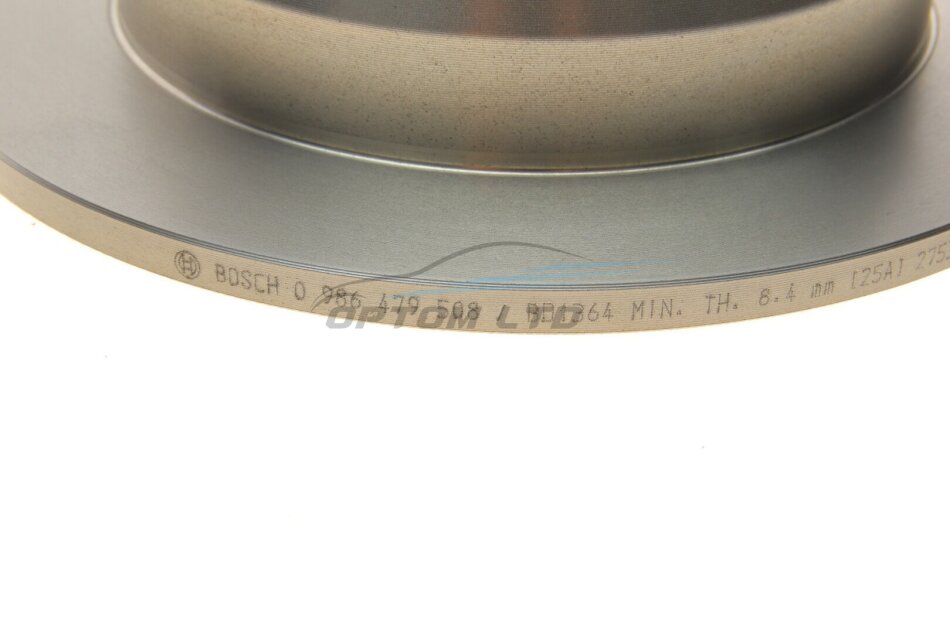 BOSCH 0 986 479 508 / BD1364 MIN. TH. 8.4 mm [25A]
OPTOM LTD